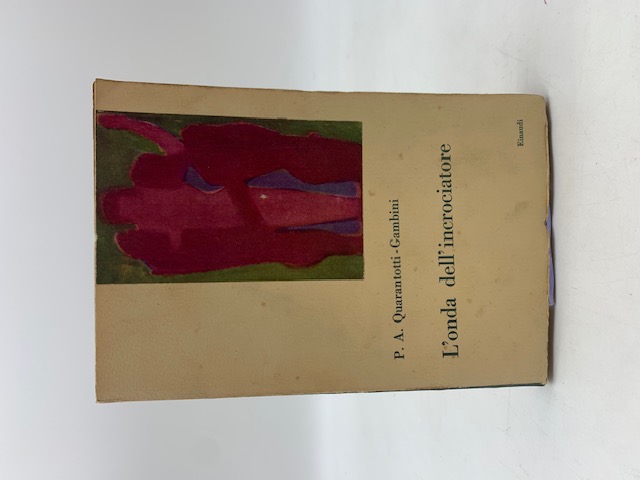 P. A. Quarantotti-Gambini
L'onda dell'incrociatore
Einaudi